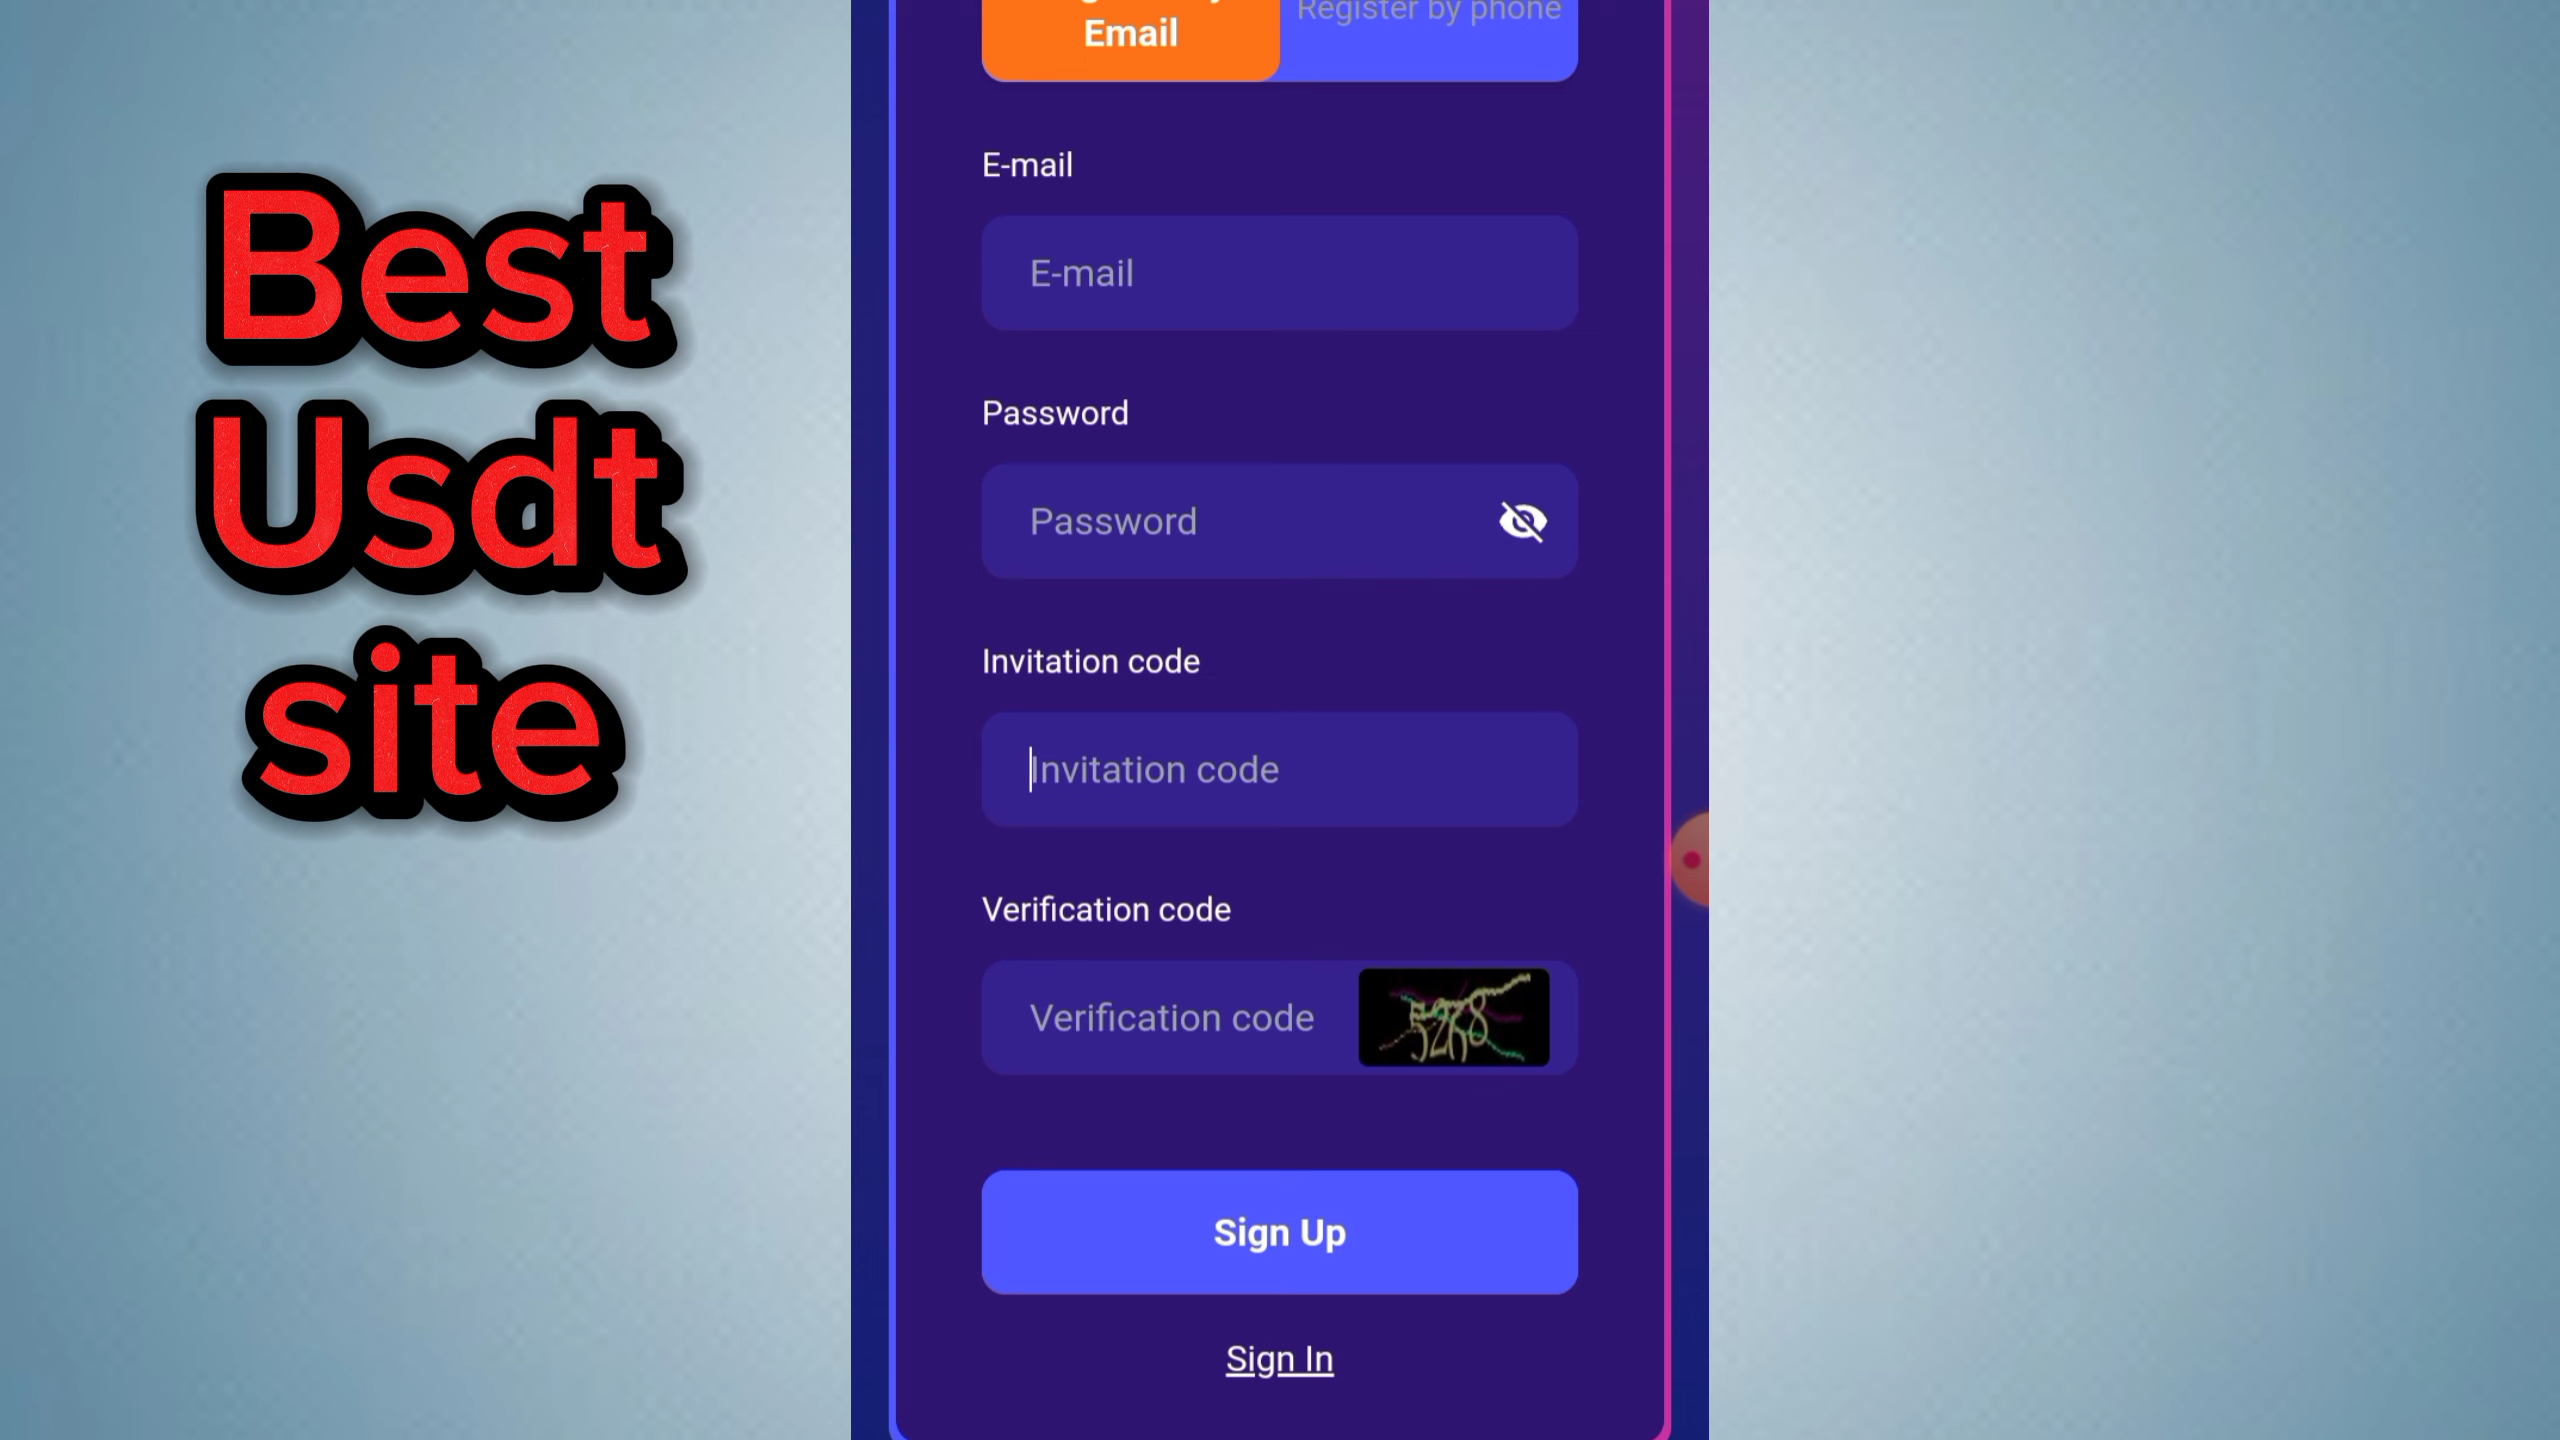 Best
Usdt
site
Email
Register by phone
E-mail
E-mail
Password
Password
Invitation code
Invitation code
Verification code
Verification code
Sign Up
Sign In